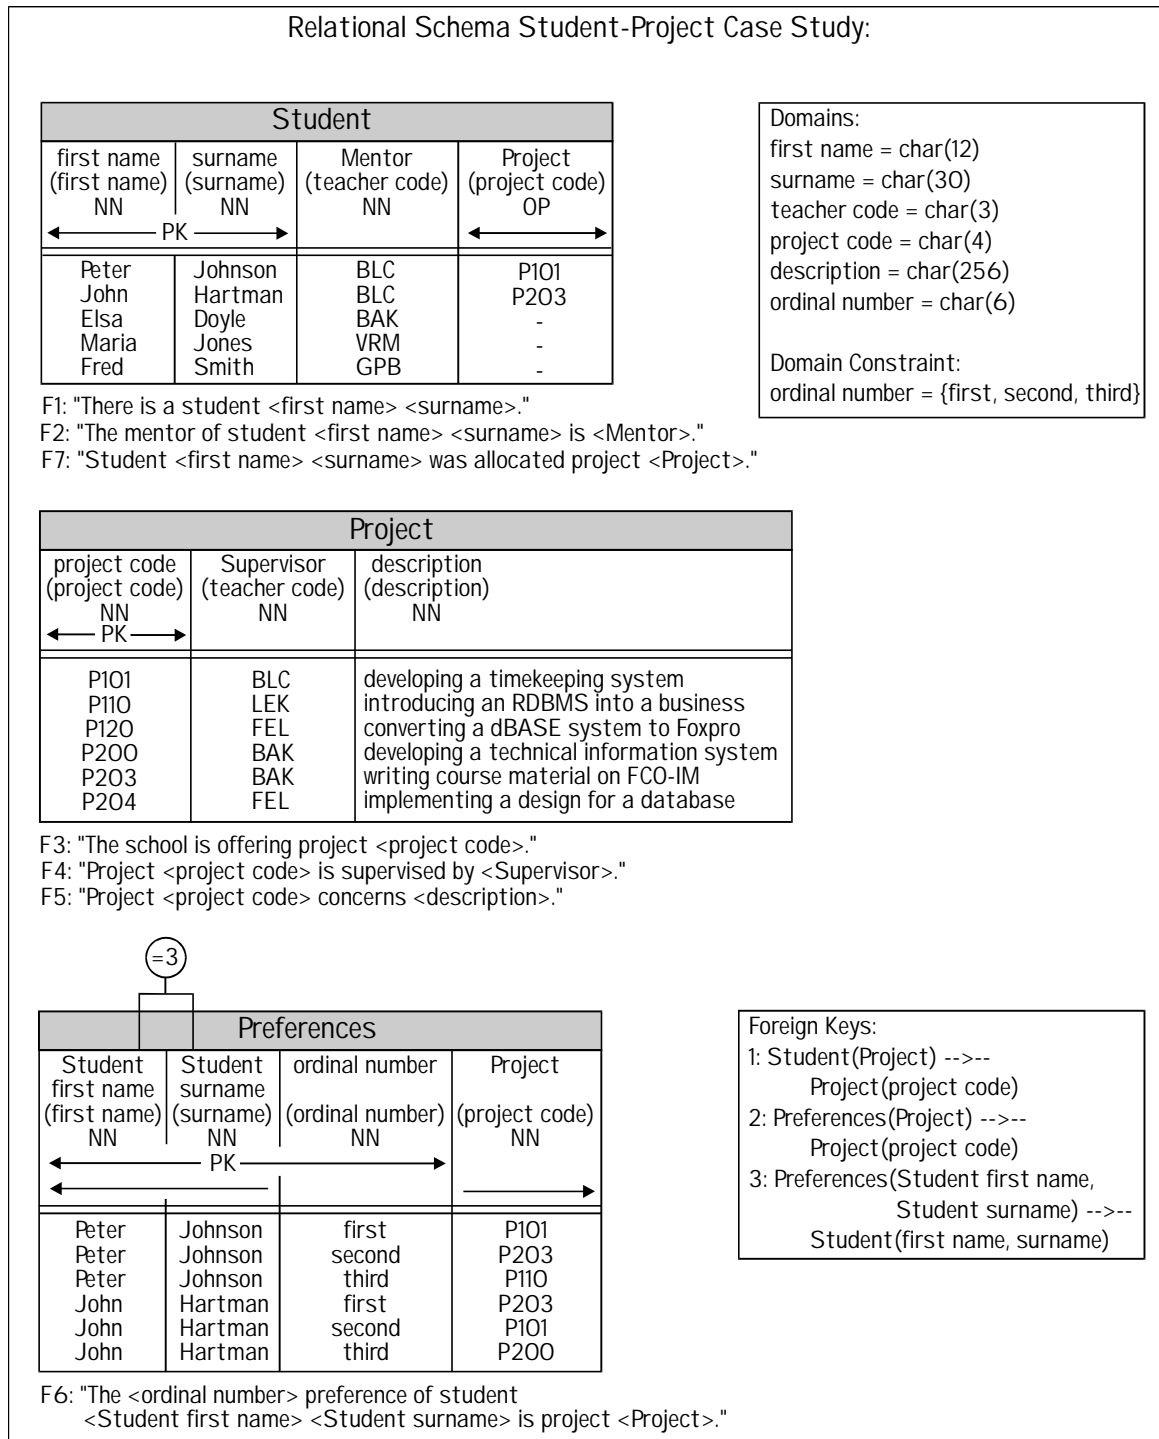 Relational Schema Student-Project Case Study:
Student
first name surname Mentor Project
(first name) (surname) (teacher code) (project code)
NN NN NN OP
PK
Peter Johnson BLC P101
John Hartman BLC P203
Elsa Doyle BAK -
Maria Jones VRM -
Fred Smith GPB -
F1: "There is a student <first name> <surname>."
F2: "The mentor of student <first name> <surname> is <Mentor>."
F7: "Student <first name> <surname> was allocated project <Project>."
Domains:
first name = char(12)
surname = char(30)
teacher code = char(3)
project code = char(4)
description = char(256)
ordinal number = char(6)
Domain Constraint:
ordinal number = {first, second, third}
Project
project code Supervisor description
(project code) (teacher code) (description)
NN NN NN
PK
P101 BLC developing a timekeeping system
P110 LEK introducing an RDBMS into a business
P120 FEL converting a dBASE system to Foxpro
P200 BAK developing a technical information system
P203 BAK writing course material on FCO-IM
P204 FEL implementing a design for a database
F3: "The school is offering project <project code>."
F4: "Project <project code> is supervised by <Supervisor>."
F5: "Project <project code> concerns <description>."
=3
Preferences
Student Student ordinal number Project
first name surname
(first name) (surname) (ordinal number) (project code)
NN NN NN NN
PK
Peter Johnson first P101
Peter Johnson second P203
Peter Johnson third P110
John Hartman first P203
John Hartman second P101
John Hartman third P200
F6: "The <ordinal number> preference of student
<Student first name> <Student surname> is project <Project>."
Foreign Keys:
1: Student(Project) -->--
Project(project code)
2: Preferences(Project) -->--
Project(project code)
3: Preferences(Student first name,
Student surname) -->--
Student(first name, surname)